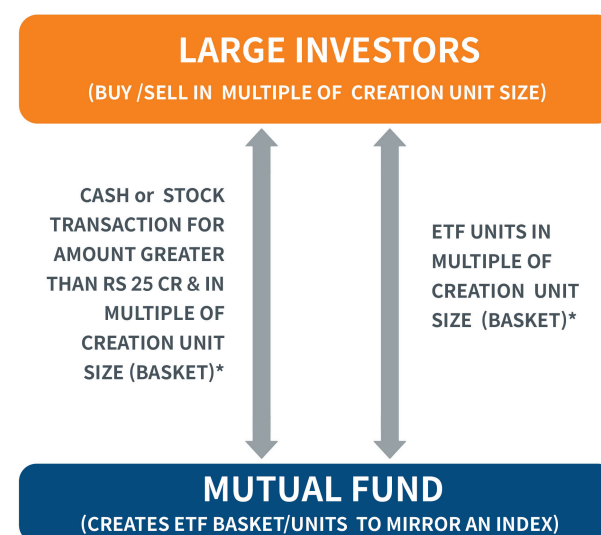 LARGE INVESTORS
(BUY /SELL IN MULTIPLE OF CREATION UNIT SIZE)
CASH or STOCK
TRANSACTION FOR
AMOUNT GREATER
THAN RS 25 CR & IN
MULTIPLE OF
CREATION UNIT
SIZE (BASKET)*
ETF UNITS IN
MULTIPLE OF
CREATION UNIT
SIZE (BASKET)*
MUTUAL FUND
(CREATES ETF BASKET/UNITS TO MIRROR AN INDEX)